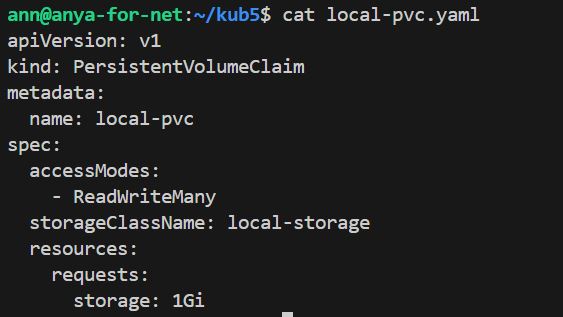 ann@anya-for-net:~/kub5$ cat local-pvc.yaml
apiVersion: v1
kind: PersistentVolumeClaim
metadata:
  name: local-pvc
spec:
  accessModes:
    - ReadWriteMany
  storageClassName: local-storage
  resources:
    requests:
      storage: 1Gi